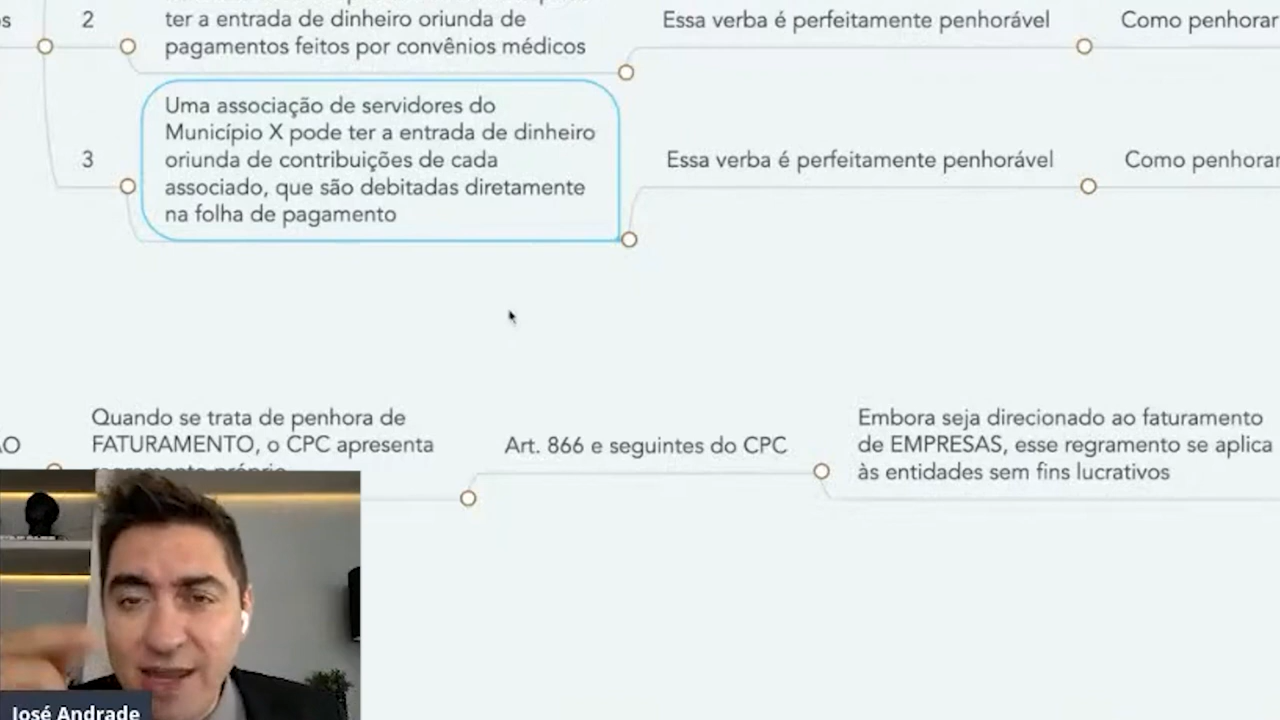 s
2
ter a entrada de dinheiro oriunda de
pagamentos feitos por convênios médicos
Essa verba é perfeitamente penhorável
Como penhorar
3
Uma associação de servidores do
Município X pode ter a entrada de dinheiro
oriunda de contribuições de cada
associado, que são debitadas diretamente
na folha de pagamento
Essa verba é perfeitamente penhorável
Como penhorar
ÃO
Quando se trata de penhora de
FATURAMENTO, o CPC apresenta
Art. 866 e seguintes do CPC
Embora seja direcionado ao faturamento
de EMPRESAS, esse regramento se aplica
às entidades sem fins lucrativos
José Andrade